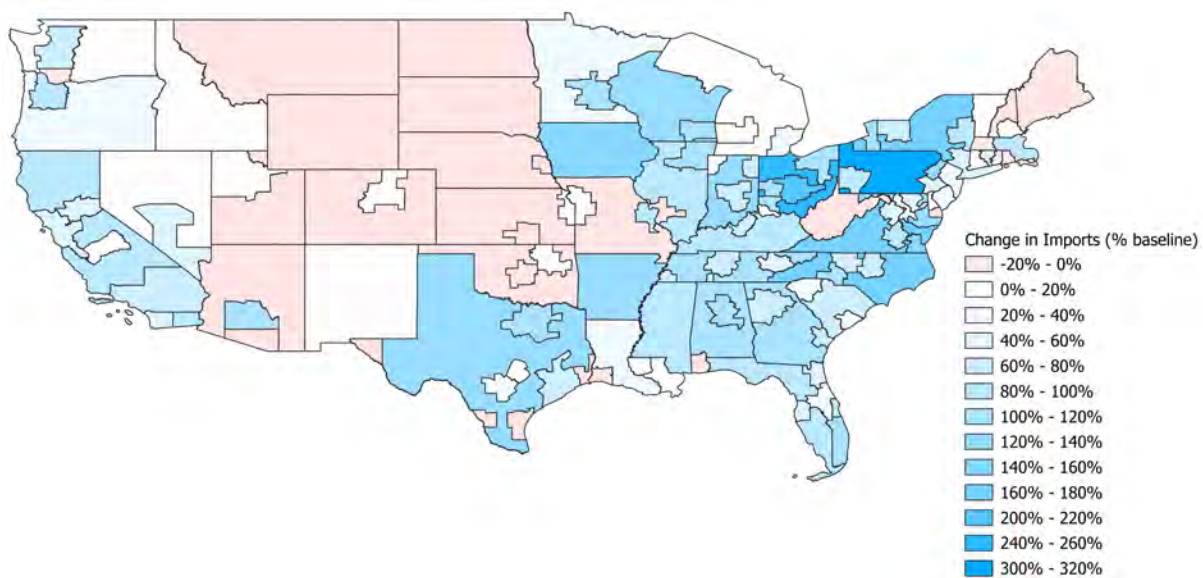 Change in Imports (% baseline)
-20% - 0%
0% - 20%
20% - 40%
40% - 60%
60% - 80%
80% - 100%
100% - 120%
120% - 140%
140% - 160%
160% - 180%
200% - 220%
240% - 260%
300% - 320%